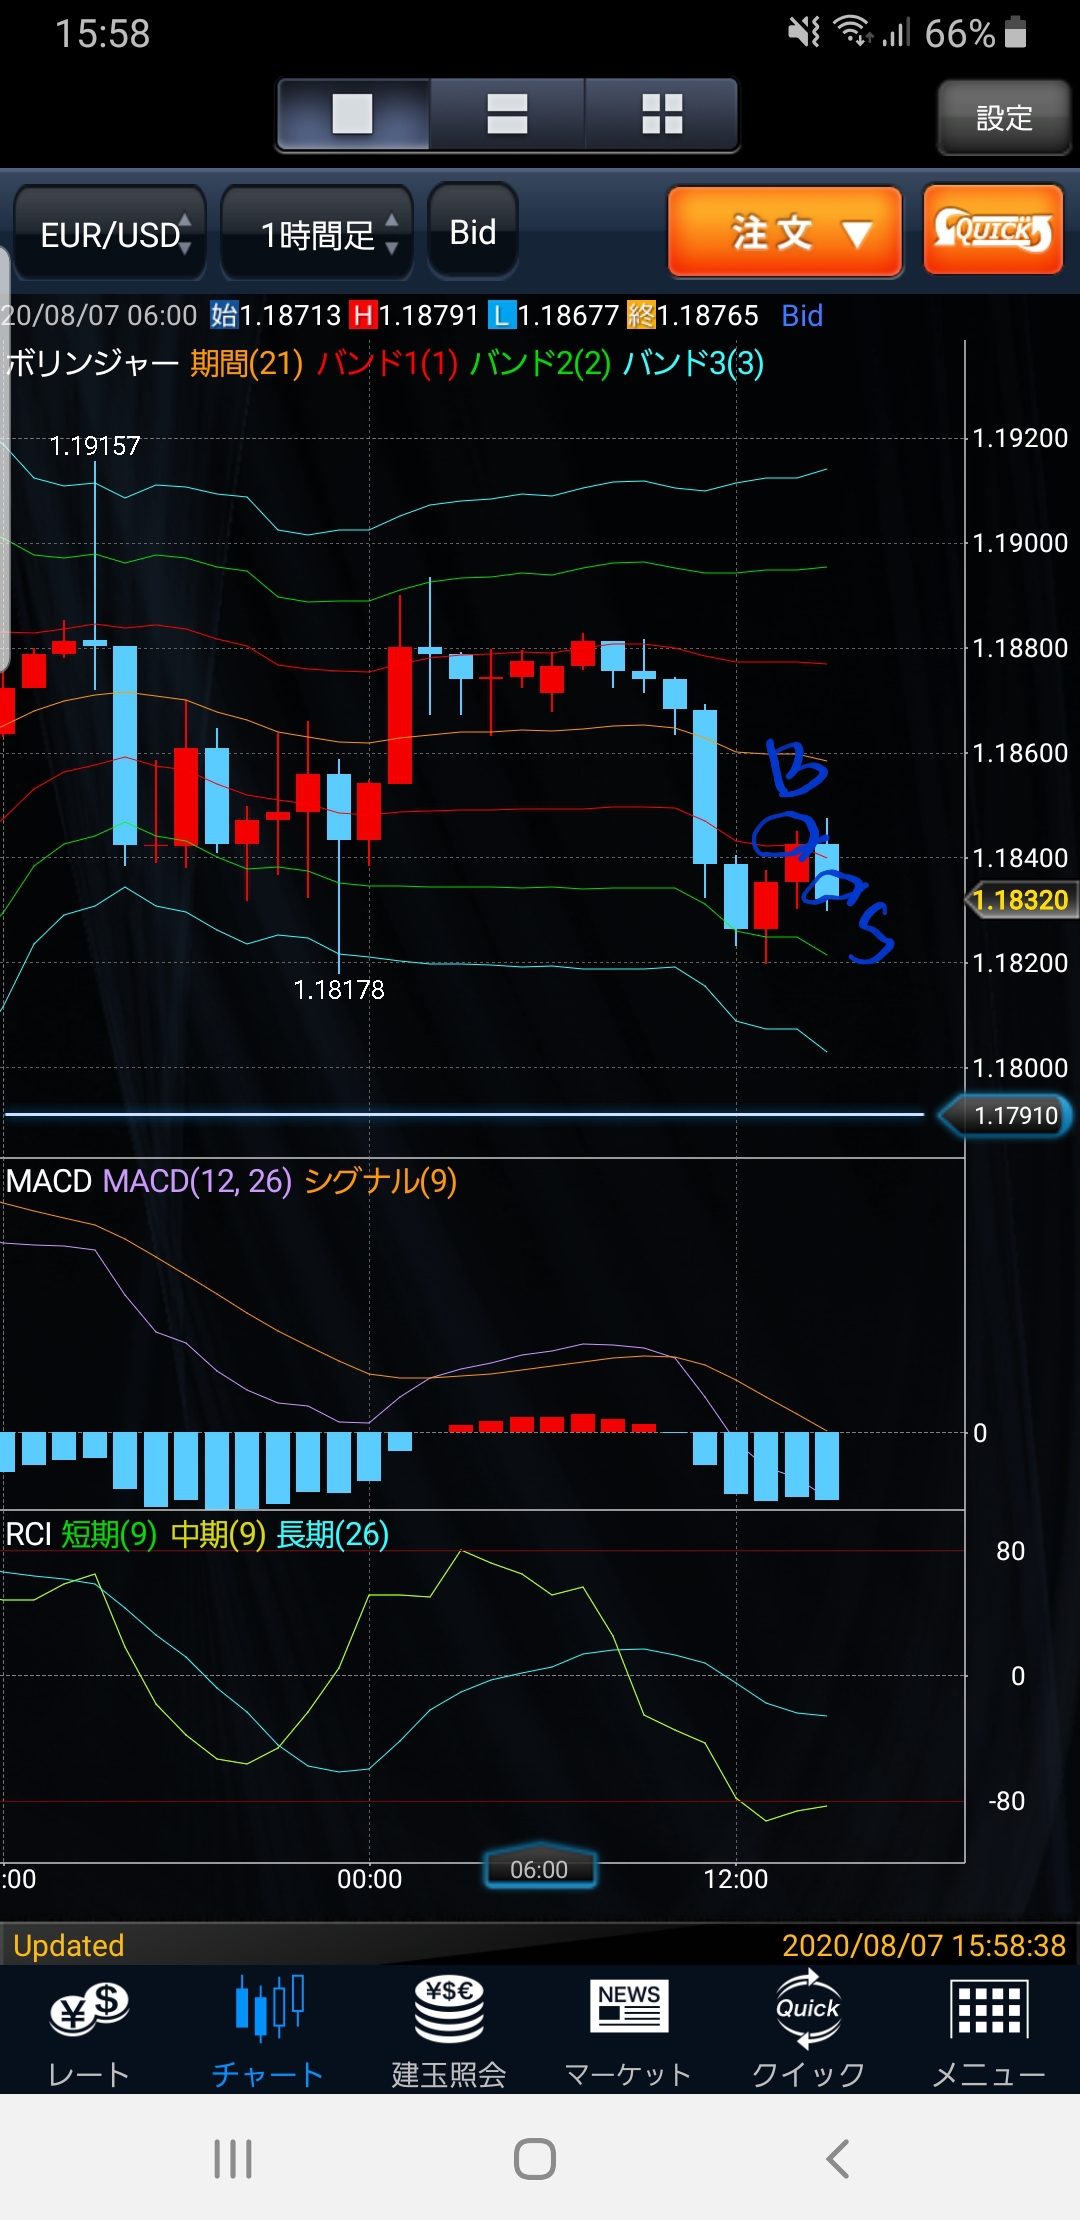 15:58 66%
設定
EUR/USD 1時間足 Bid 注文 QUICK
20/08/07 06:00 始1.18713 H1.18791 L1.18677 終1.18765 Bid
ボリンジャー 期間(21) バンド1(1) バンド2(2) バンド3(3)
1.19157
1.19200
1.19000
1.18800
1.18600
B
1.18400
1.18320
S
1.18200
1.18178
1.18000
1.17910
MACD MACD(12, 26) シグナル(9)
0
RCI 短期(9) 中期(9) 長期(26)
80
0
-80
:00 00:00 06:00 12:00
Updated 2020/08/07 15:58:38
¥$ ¥$€ NEWS Quick
レート チャート 建玉照会 マーケット クイック メニュー